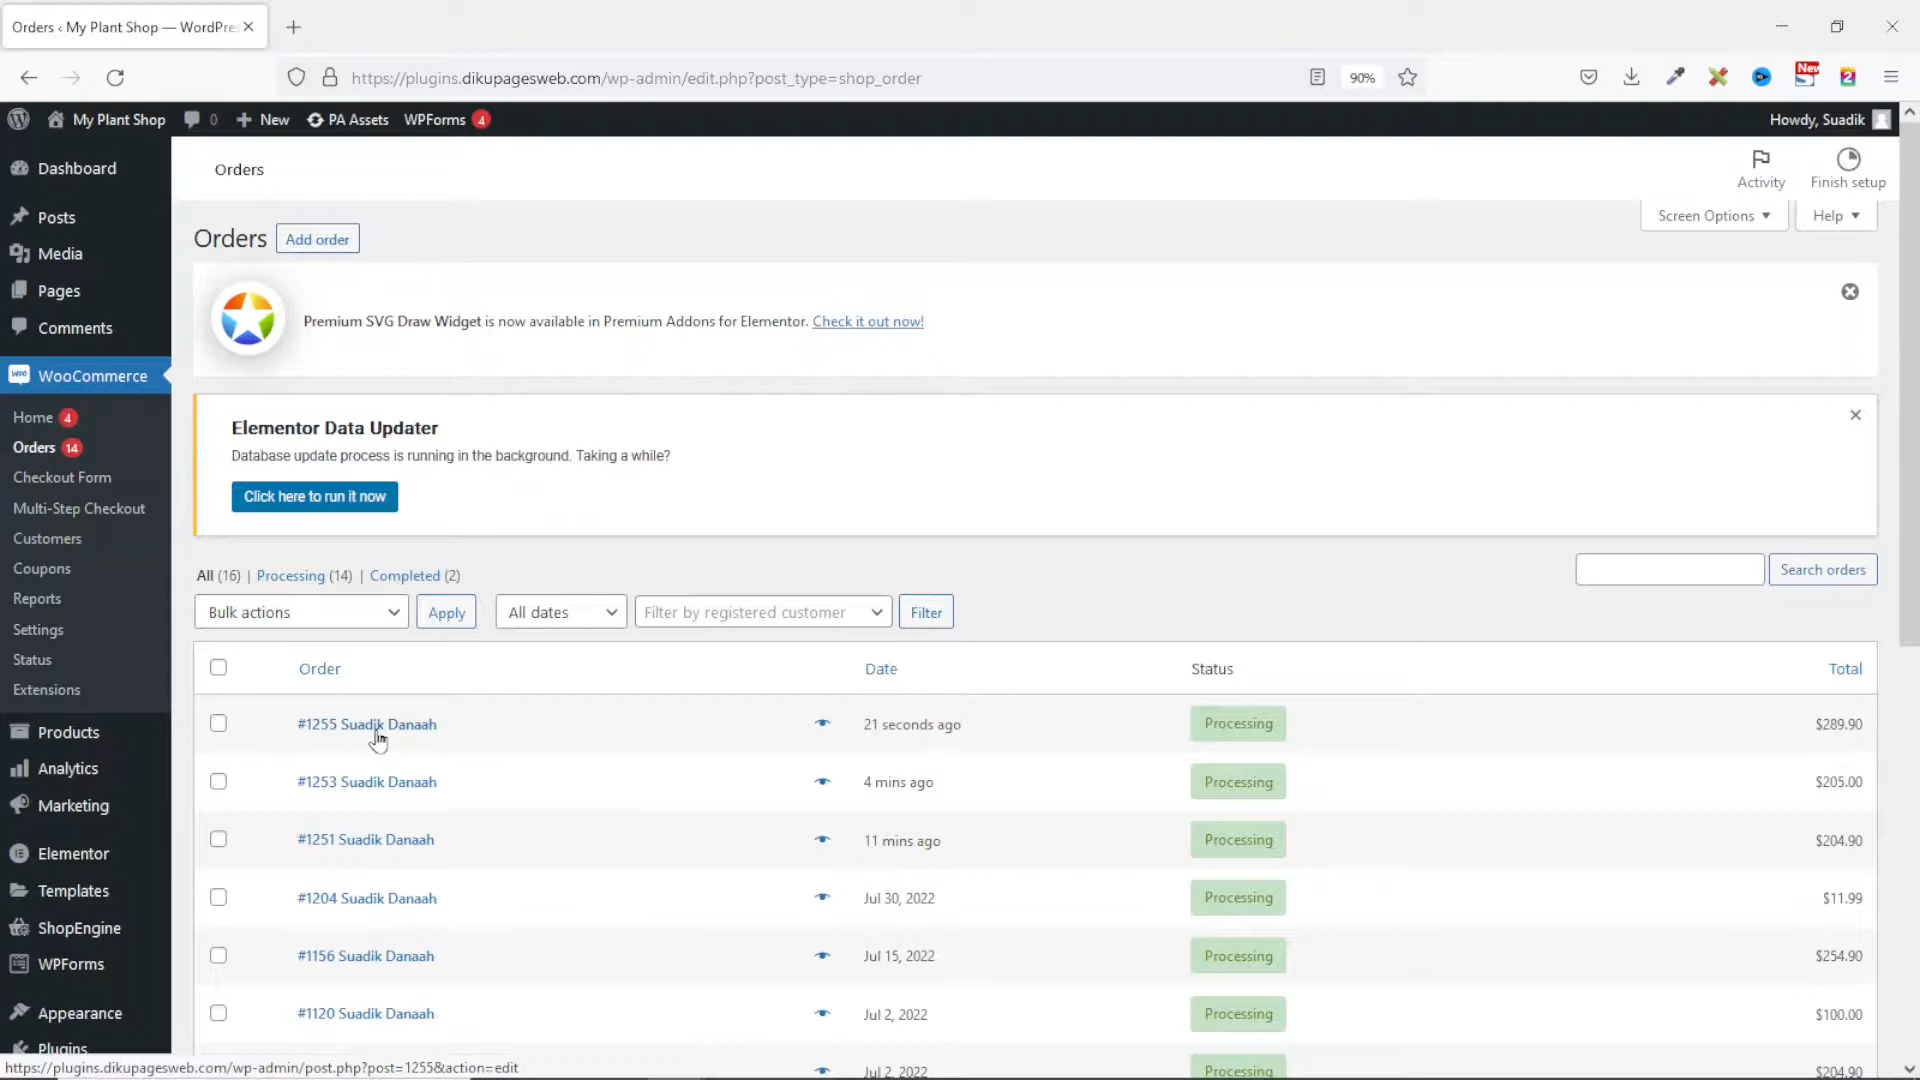 Orders ‹ My Plant Shop — WordPre
https://plugins.dikupagesweb.com/wp-admin/edit.php?post_type=shop_order
90%
New
2
My Plant Shop
0
New
PA Assets
WPForms 4
Howdy, Suadik
Dashboard
Posts
Media
Pages
Comments
woo WooCommerce
Home 4
Orders 14
Checkout Form
Multi-Step Checkout
Customers
Coupons
Reports
Settings
Status
Extensions
Products
Analytics
Marketing
Elementor
Templates
ShopEngine
WPForms
Appearance
Plugins
Orders
Activity
Finish setup
Screen Options
Help
Orders
Add order
Premium SVG Draw Widget is now available in Premium Addons for Elementor. Check it out now!
Elementor Data Updater
Database update process is running in the background. Taking a while?
Click here to run it now
All (16) | Processing (14) | Completed (2)
Search orders
Bulk actions
Apply
All dates
Filter by registered customer
Filter
Order Date Status Total
#1255 Suadik Danaah 21 seconds ago Processing $289.90
#1253 Suadik Danaah 4 mins ago Processing $205.00
#1251 Suadik Danaah 11 mins ago Processing $204.90
#1204 Suadik Danaah Jul 30, 2022 Processing $11.99
#1156 Suadik Danaah Jul 15, 2022 Processing $254.90
#1120 Suadik Danaah Jul 2, 2022 Processing $100.00
Jul 2, 2022 Processing $204.90
https://plugins.dikupagesweb.com/wp-admin/post.php?post=1255&action=edit